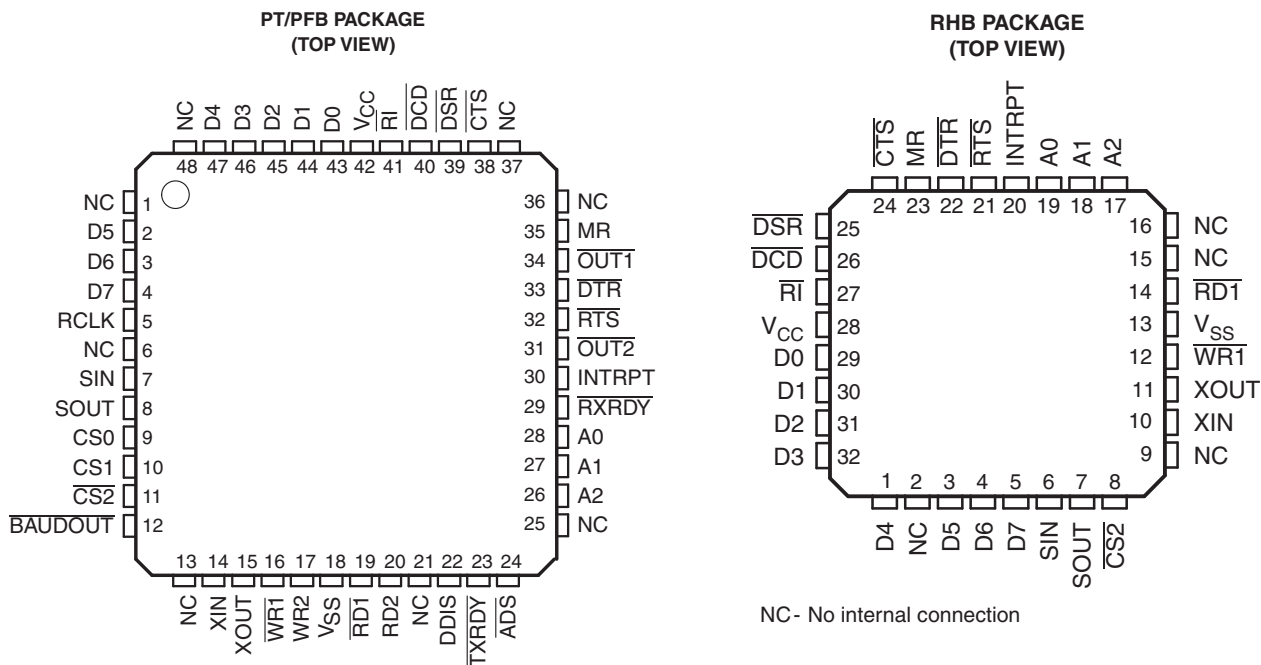 PT/PFB PACKAGE
(TOP VIEW)
NC D4 D3 D2 D1 D0 VCC RI DCD DSR CTS NC
48 47 46 45 44 43 42 41 40 39 38 37
NC 1
D5 2
D6 3
D7 4
RCLK 5
NC 6
SIN 7
SOUT 8
CS0 9
CS1 10
CS2 11
BAUDOUT 12
36 NC
35 MR
34 OUT1
33 DTR
32 RTS
31 OUT2
30 INTRPT
29 RXRDY
28 A0
27 A1
26 A2
25 NC
13 14 15 16 17 18 19 20 21 22 23 24
NC XIN XOUT WR1 WR2 VSS RD1 RD2 NC DDIS TXRDY ADS
RHB PACKAGE
(TOP VIEW)
CTS MR DTR RTS INTRPT A0 A1 A2
24 23 22 21 20 19 18 17
DSR 25
DCD 26
RI 27
VCC 28
D0 29
D1 30
D2 31
D3 32
16 NC
15 NC
14 RD1
13 VSS
12 WR1
11 XOUT
10 XIN
9 NC
1 2 3 4 5 6 7 8
D4 NC D5 D6 D7 SIN SOUT CS2
NC- No internal connection